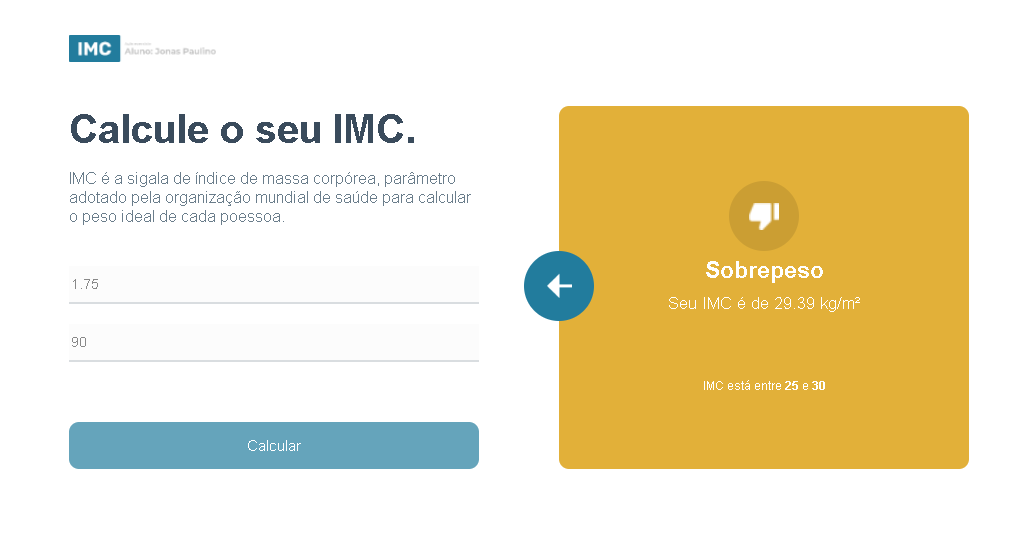 IMC
Aluno: Jonas Paulino
Calcule o seu IMC.
IMC é a sigala de índice de massa corpórea, parâmetro
adotado pela organização mundial de saúde para calcular
o peso ideal de cada poessoa.
1.75
90
Calcular
Sobrepeso
Seu IMC é de 29.39 kg/m²
IMC está entre 25 e 30